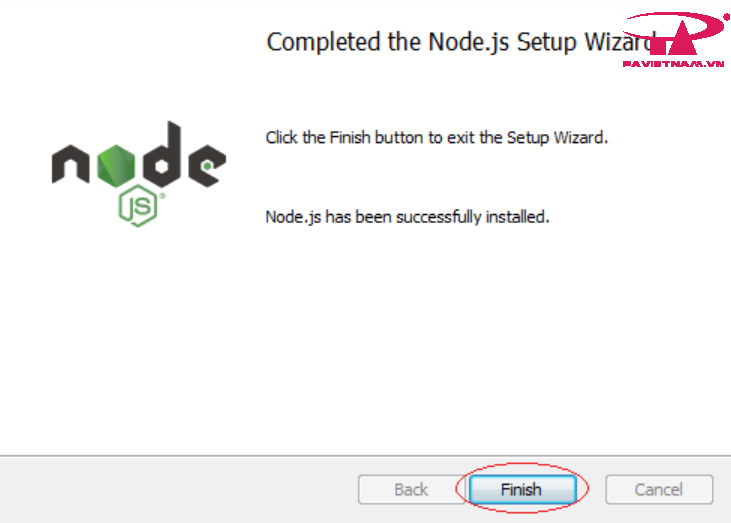 Completed the Node.js Setup Wizard
PAVIETNAM.VN
node
JS
Click the Finish button to exit the Setup Wizard.
Node.js has been successfully installed.
Back
Finish
Cancel